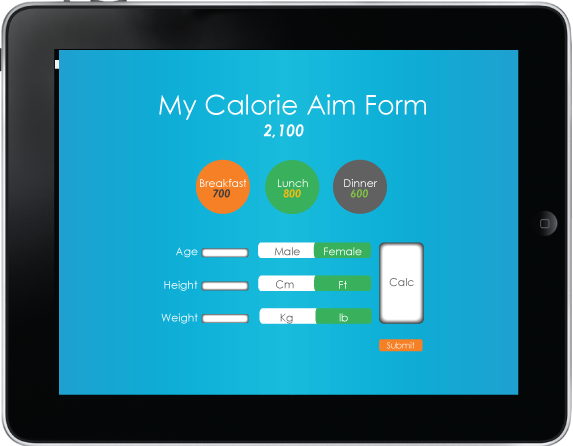 My Calorie Aim Form
2,100
Breakfast Lunch Dinner
700 800 600
Age Male Female
Height Cm Ft Calc
Weight Kg lb
Submit